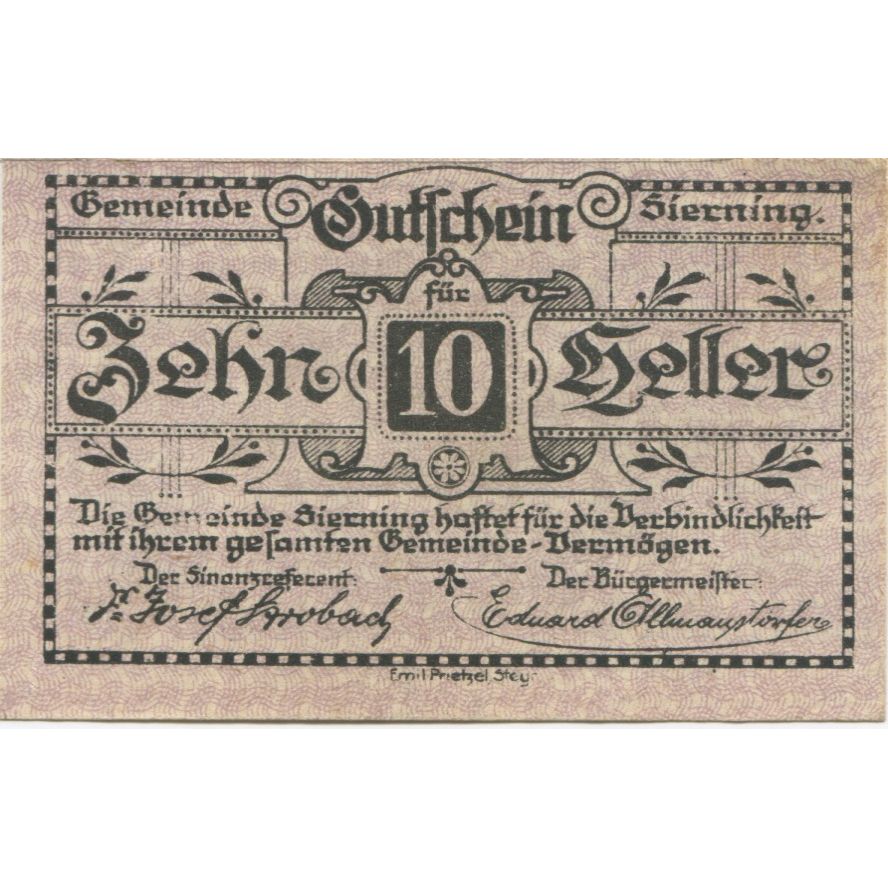 Gemeinde Gutschein Sierning.
für
Zehn 10 Heller
Die Gemeinde Sierning haftet für die Verbindlichkeit
mit ihrem gesamten Gemeinde-Vermögen.
Der Finanzreferent: Der Bürgermeister:
Josef Eduard
Emil Prietzel Steyr